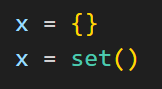 x = {}
x = set()